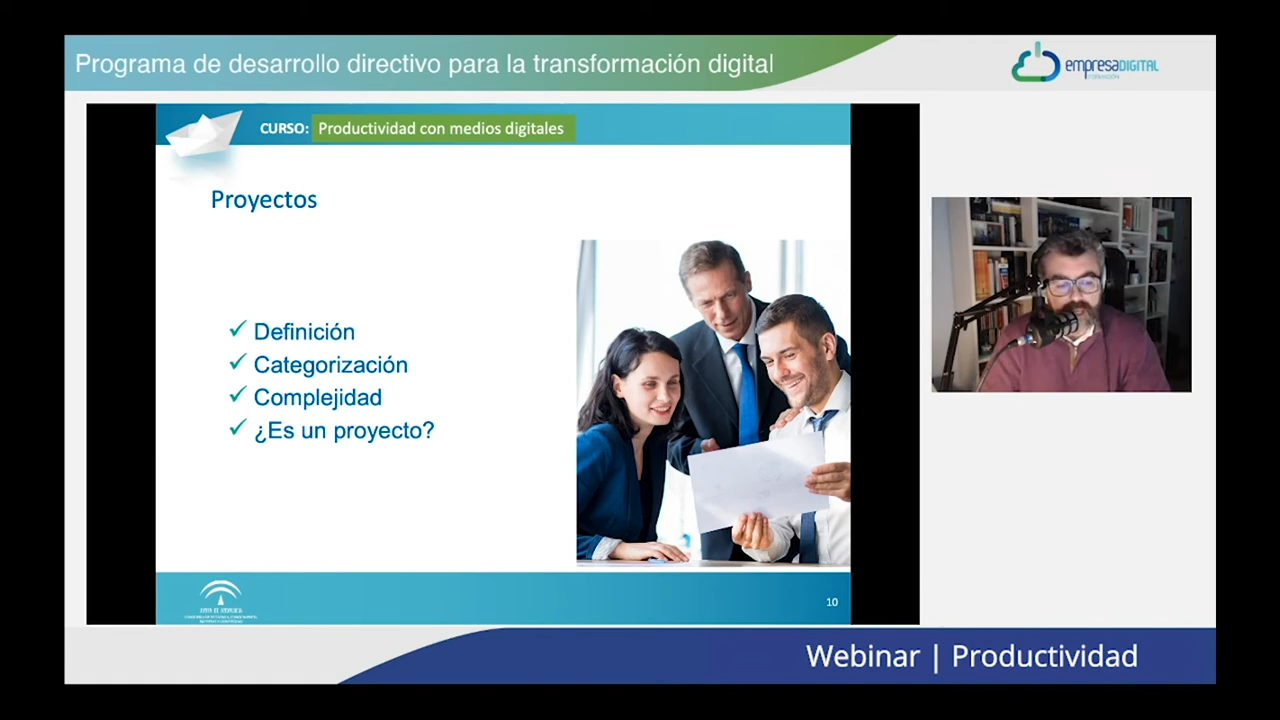 Programa de desarrollo directivo para la transformación digital
empresaDIGITAL
FORMACIÓN
CURSO: Productividad con medios digitales
Proyectos
✓ Definición
✓ Categorización
✓ Complejidad
✓ ¿Es un proyecto?
10
Webinar | Productividad